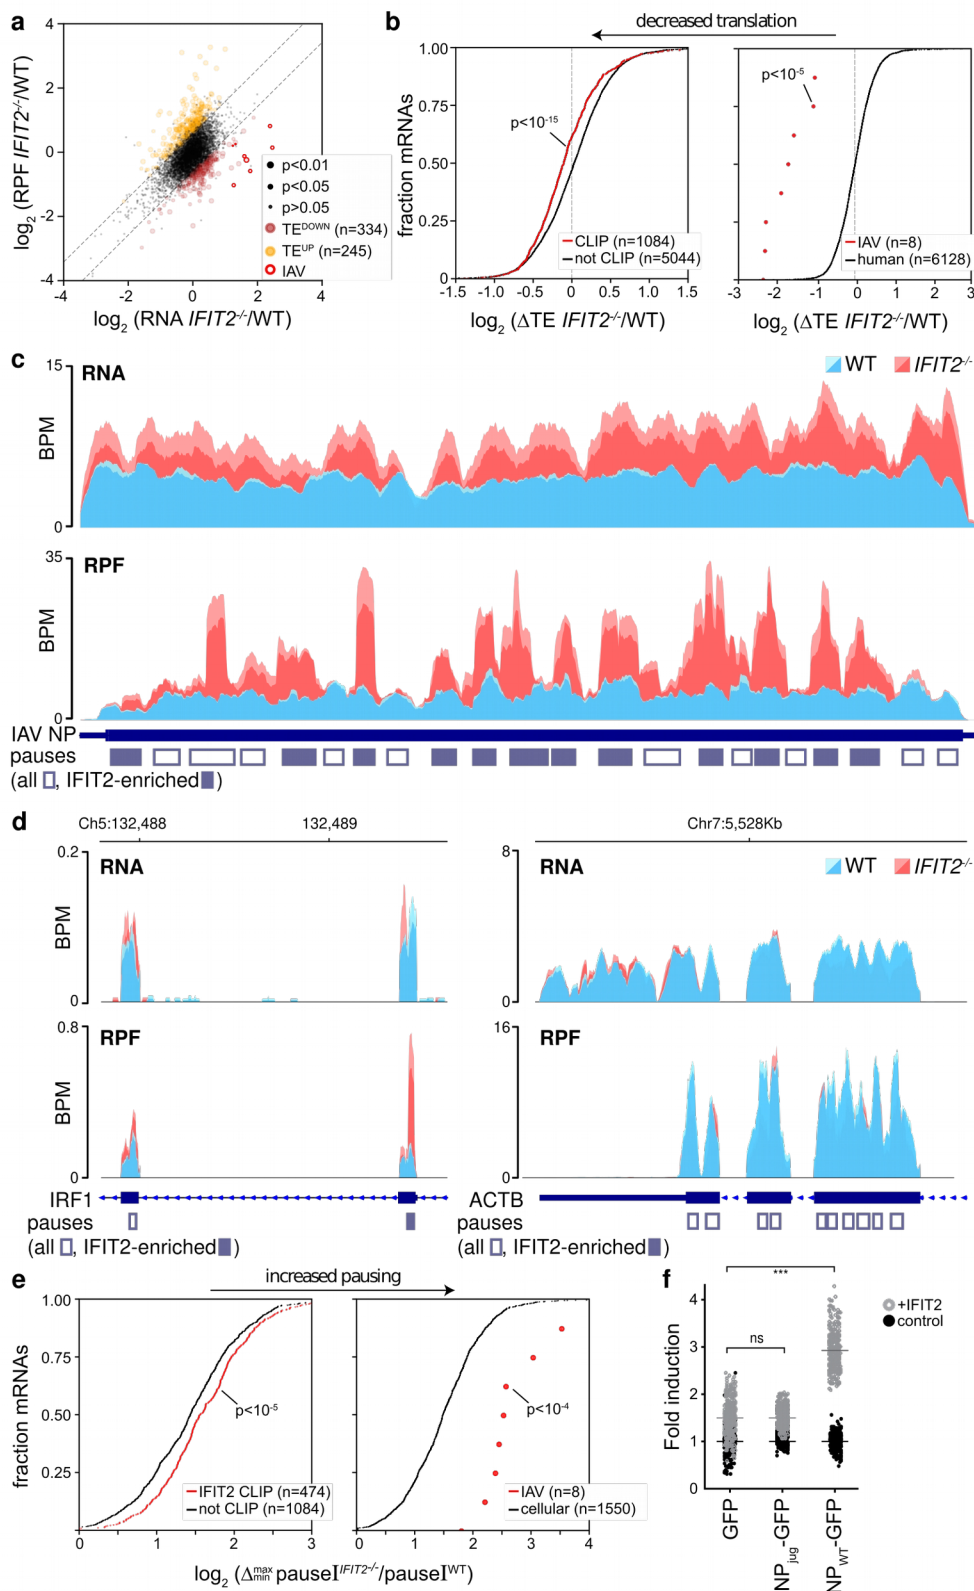 a
4
2
0
-2
-4
-4
-2
0
2
4
log2 (RPF IFIT2-/-/WT)
log2 (RNA IFIT2-/-/WT)
p<0.01
p<0.05
p>0.05
TEDOWN (n=334)
TEUP (n=245)
IAV
b
decreased translation
fraction mRNAs
1.00
0.75
0.50
0.25
0
p<10-15
CLIP (n=1084)
not CLIP (n=5044)
-1.5
-1.0
-0.5
0
0.5
1.0
1.5
log2 (ΔTE IFIT2-/-/WT)
p<10-5
IAV (n=8)
human (n=6128)
-3
-2
-1
0
1
2
3
log2 (ΔTE IFIT2-/-/WT)
c
15
RNA
WT
IFIT2-/-
BPM
0
35
RPF
BPM
0
IAV NP
pauses
(all , IFIT2-enriched )
d
Ch5:132,488
132,489
0.2
RNA
BPM
0
0.8
RPF
BPM
0
IRF1
pauses
(all , IFIT2-enriched )
Chr7:5,528Kb
8
RNA
WT
IFIT2-/-
0
16
RPF
0
ACTB
pauses
(all , IFIT2-enriched )
e
increased pausing
fraction mRNAs
1.00
0.75
0.50
0.25
p<10-5
IFIT2 CLIP (n=474)
not CLIP (n=1084)
0
1
2
3
p<10-4
IAV (n=8)
cellular (n=1550)
0
1
2
3
4
log2 (Δmaxmin pauseIIFIT2-/-/pauseIWT)
f
***
ns
+IFIT2
control
Fold induction
4
3
2
1
0
GFP
NPjug-GFP
NPWT-GFP